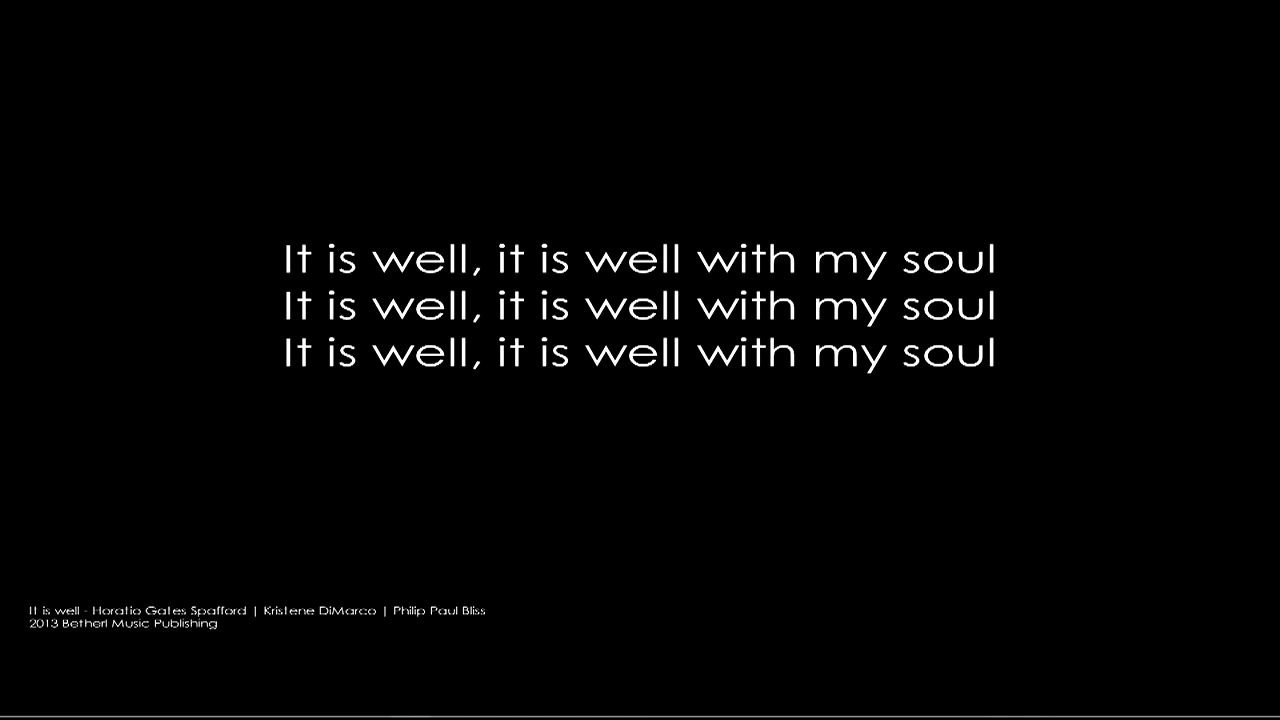 It is well, it is well with my soul
It is well, it is well with my soul
It is well, it is well with my soul
It is well - Horatio Gates Spafford | Kristene DiMarco | Philip Paul Bliss
2013 Betherl Music Publishing